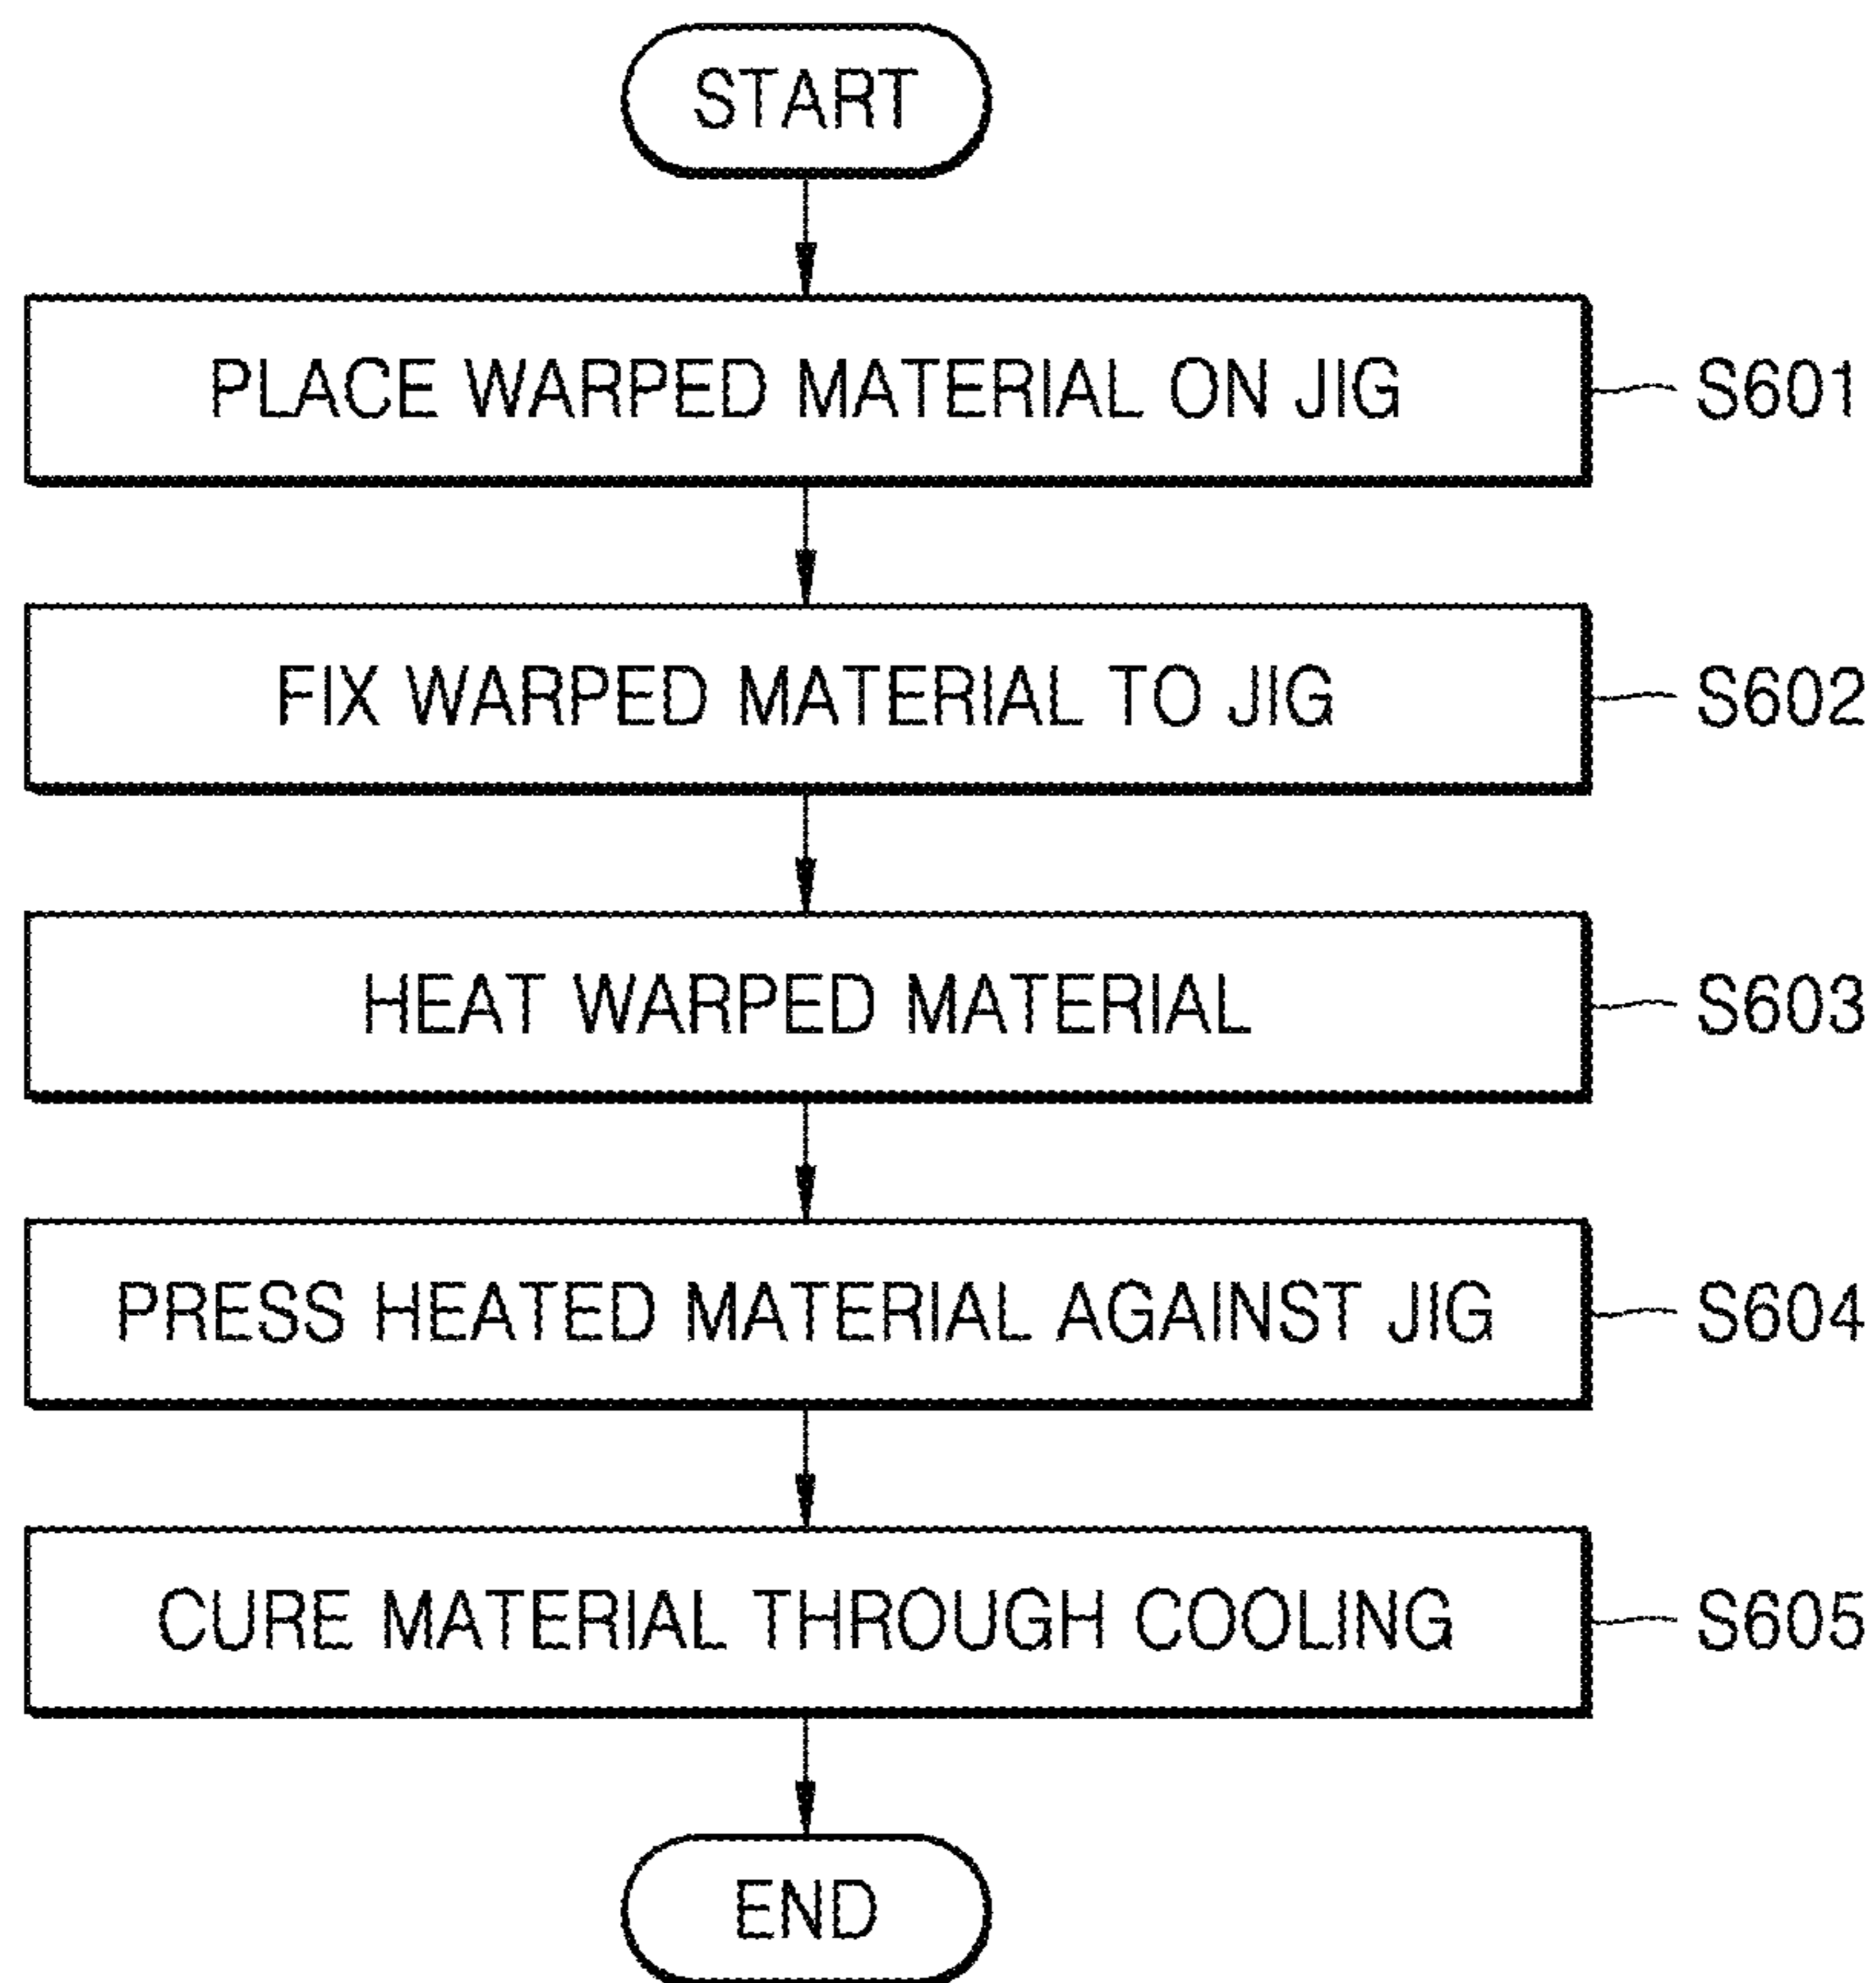 START
PLACE WARPED MATERIAL ON JIG S601
FIX WARPED MATERIAL TO JIG S602
HEAT WARPED MATERIAL S603
PRESS HEATED MATERIAL AGAINST JIG S604
CURE MATERIAL THROUGH COOLING S605
END